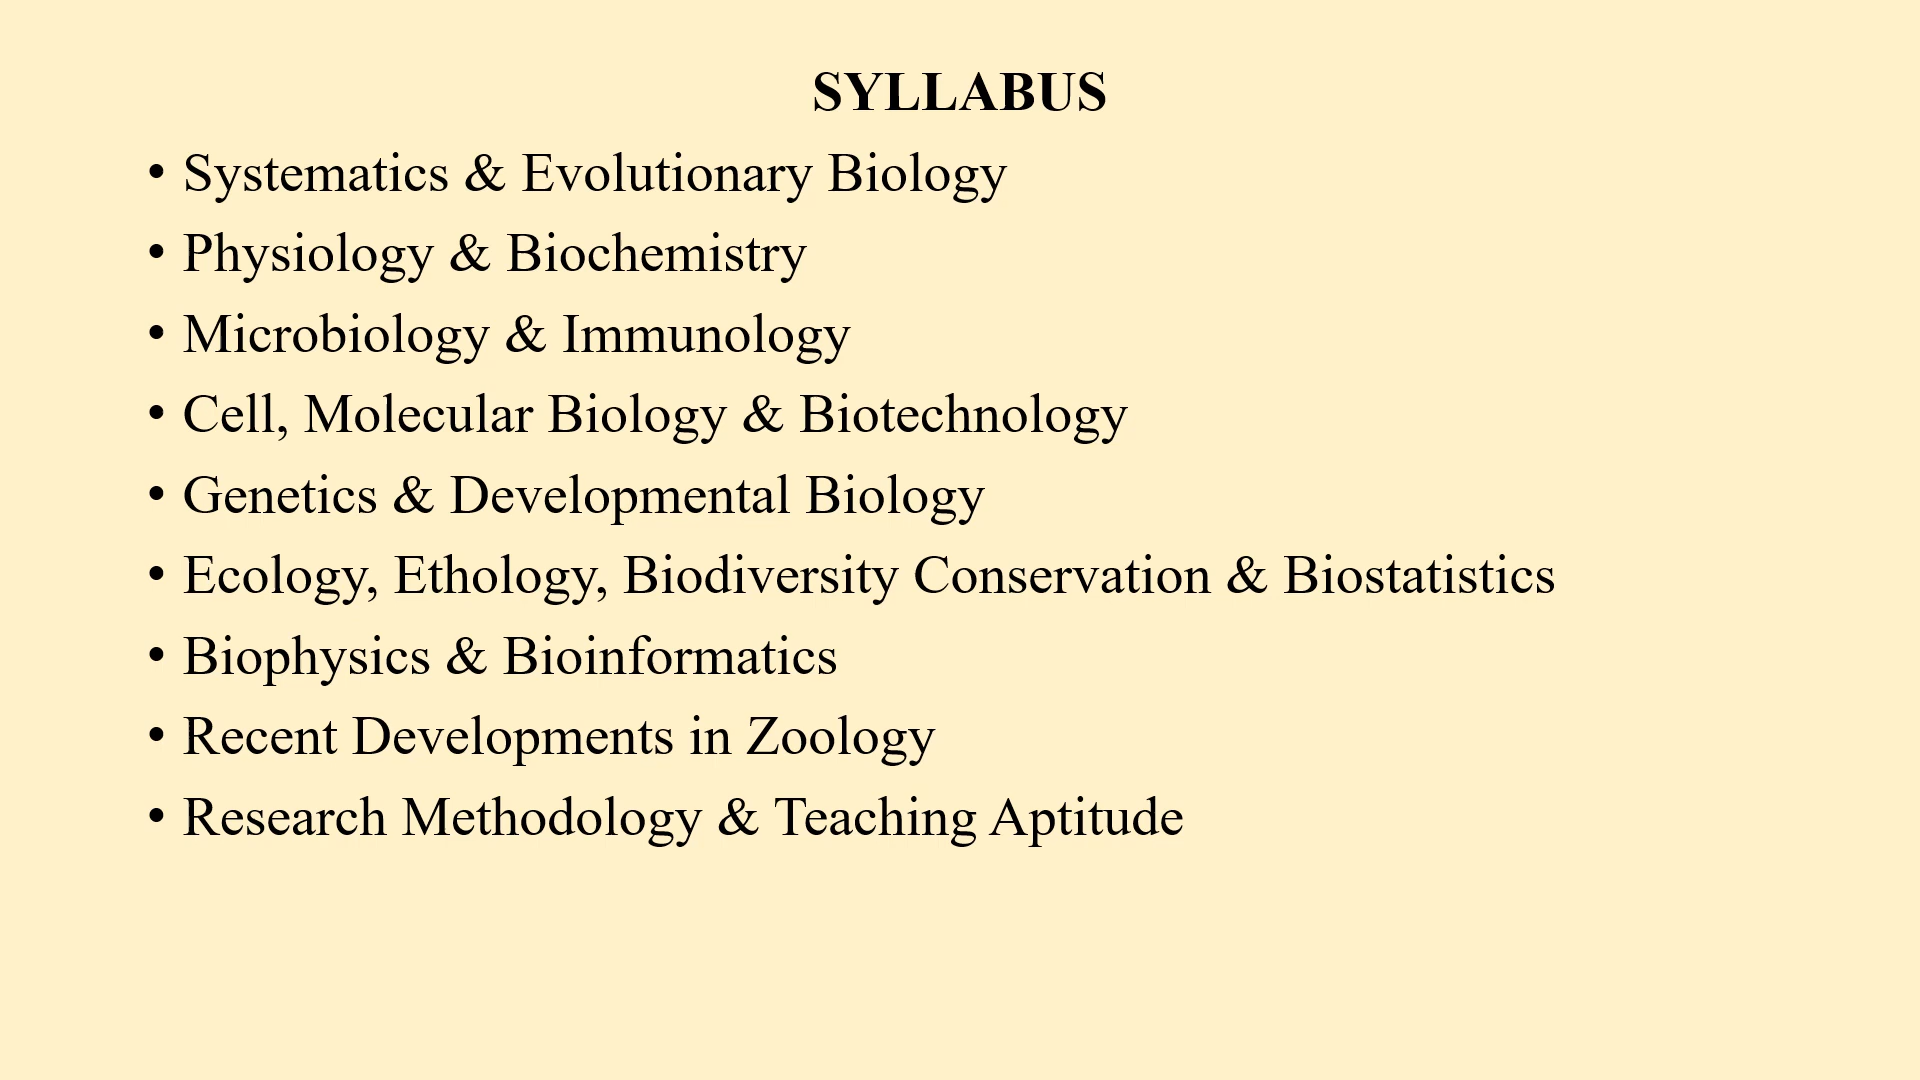 SYLLABUS
• Systematics & Evolutionary Biology
• Physiology & Biochemistry
• Microbiology & Immunology
• Cell, Molecular Biology & Biotechnology
• Genetics & Developmental Biology
• Ecology, Ethology, Biodiversity Conservation & Biostatistics
• Biophysics & Bioinformatics
• Recent Developments in Zoology
• Research Methodology & Teaching Aptitude